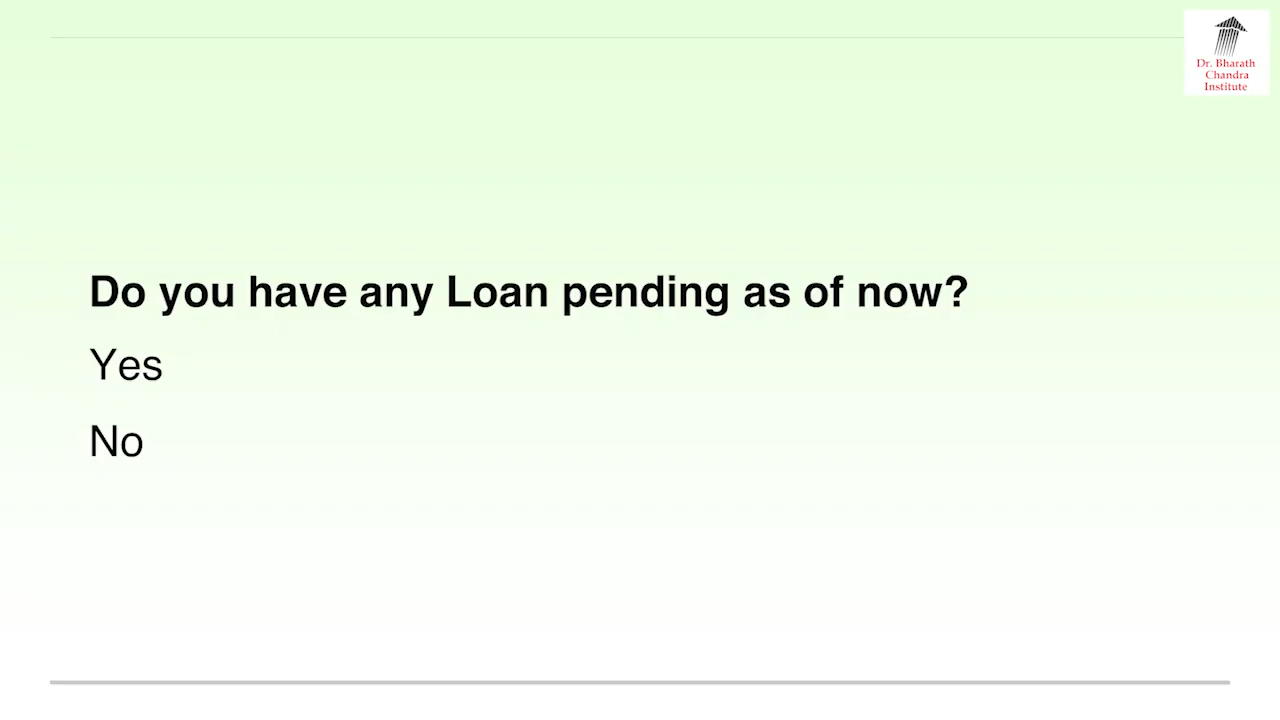 Dr. Bharath
Chandra
Institute
Do you have any Loan pending as of now?
Yes
No